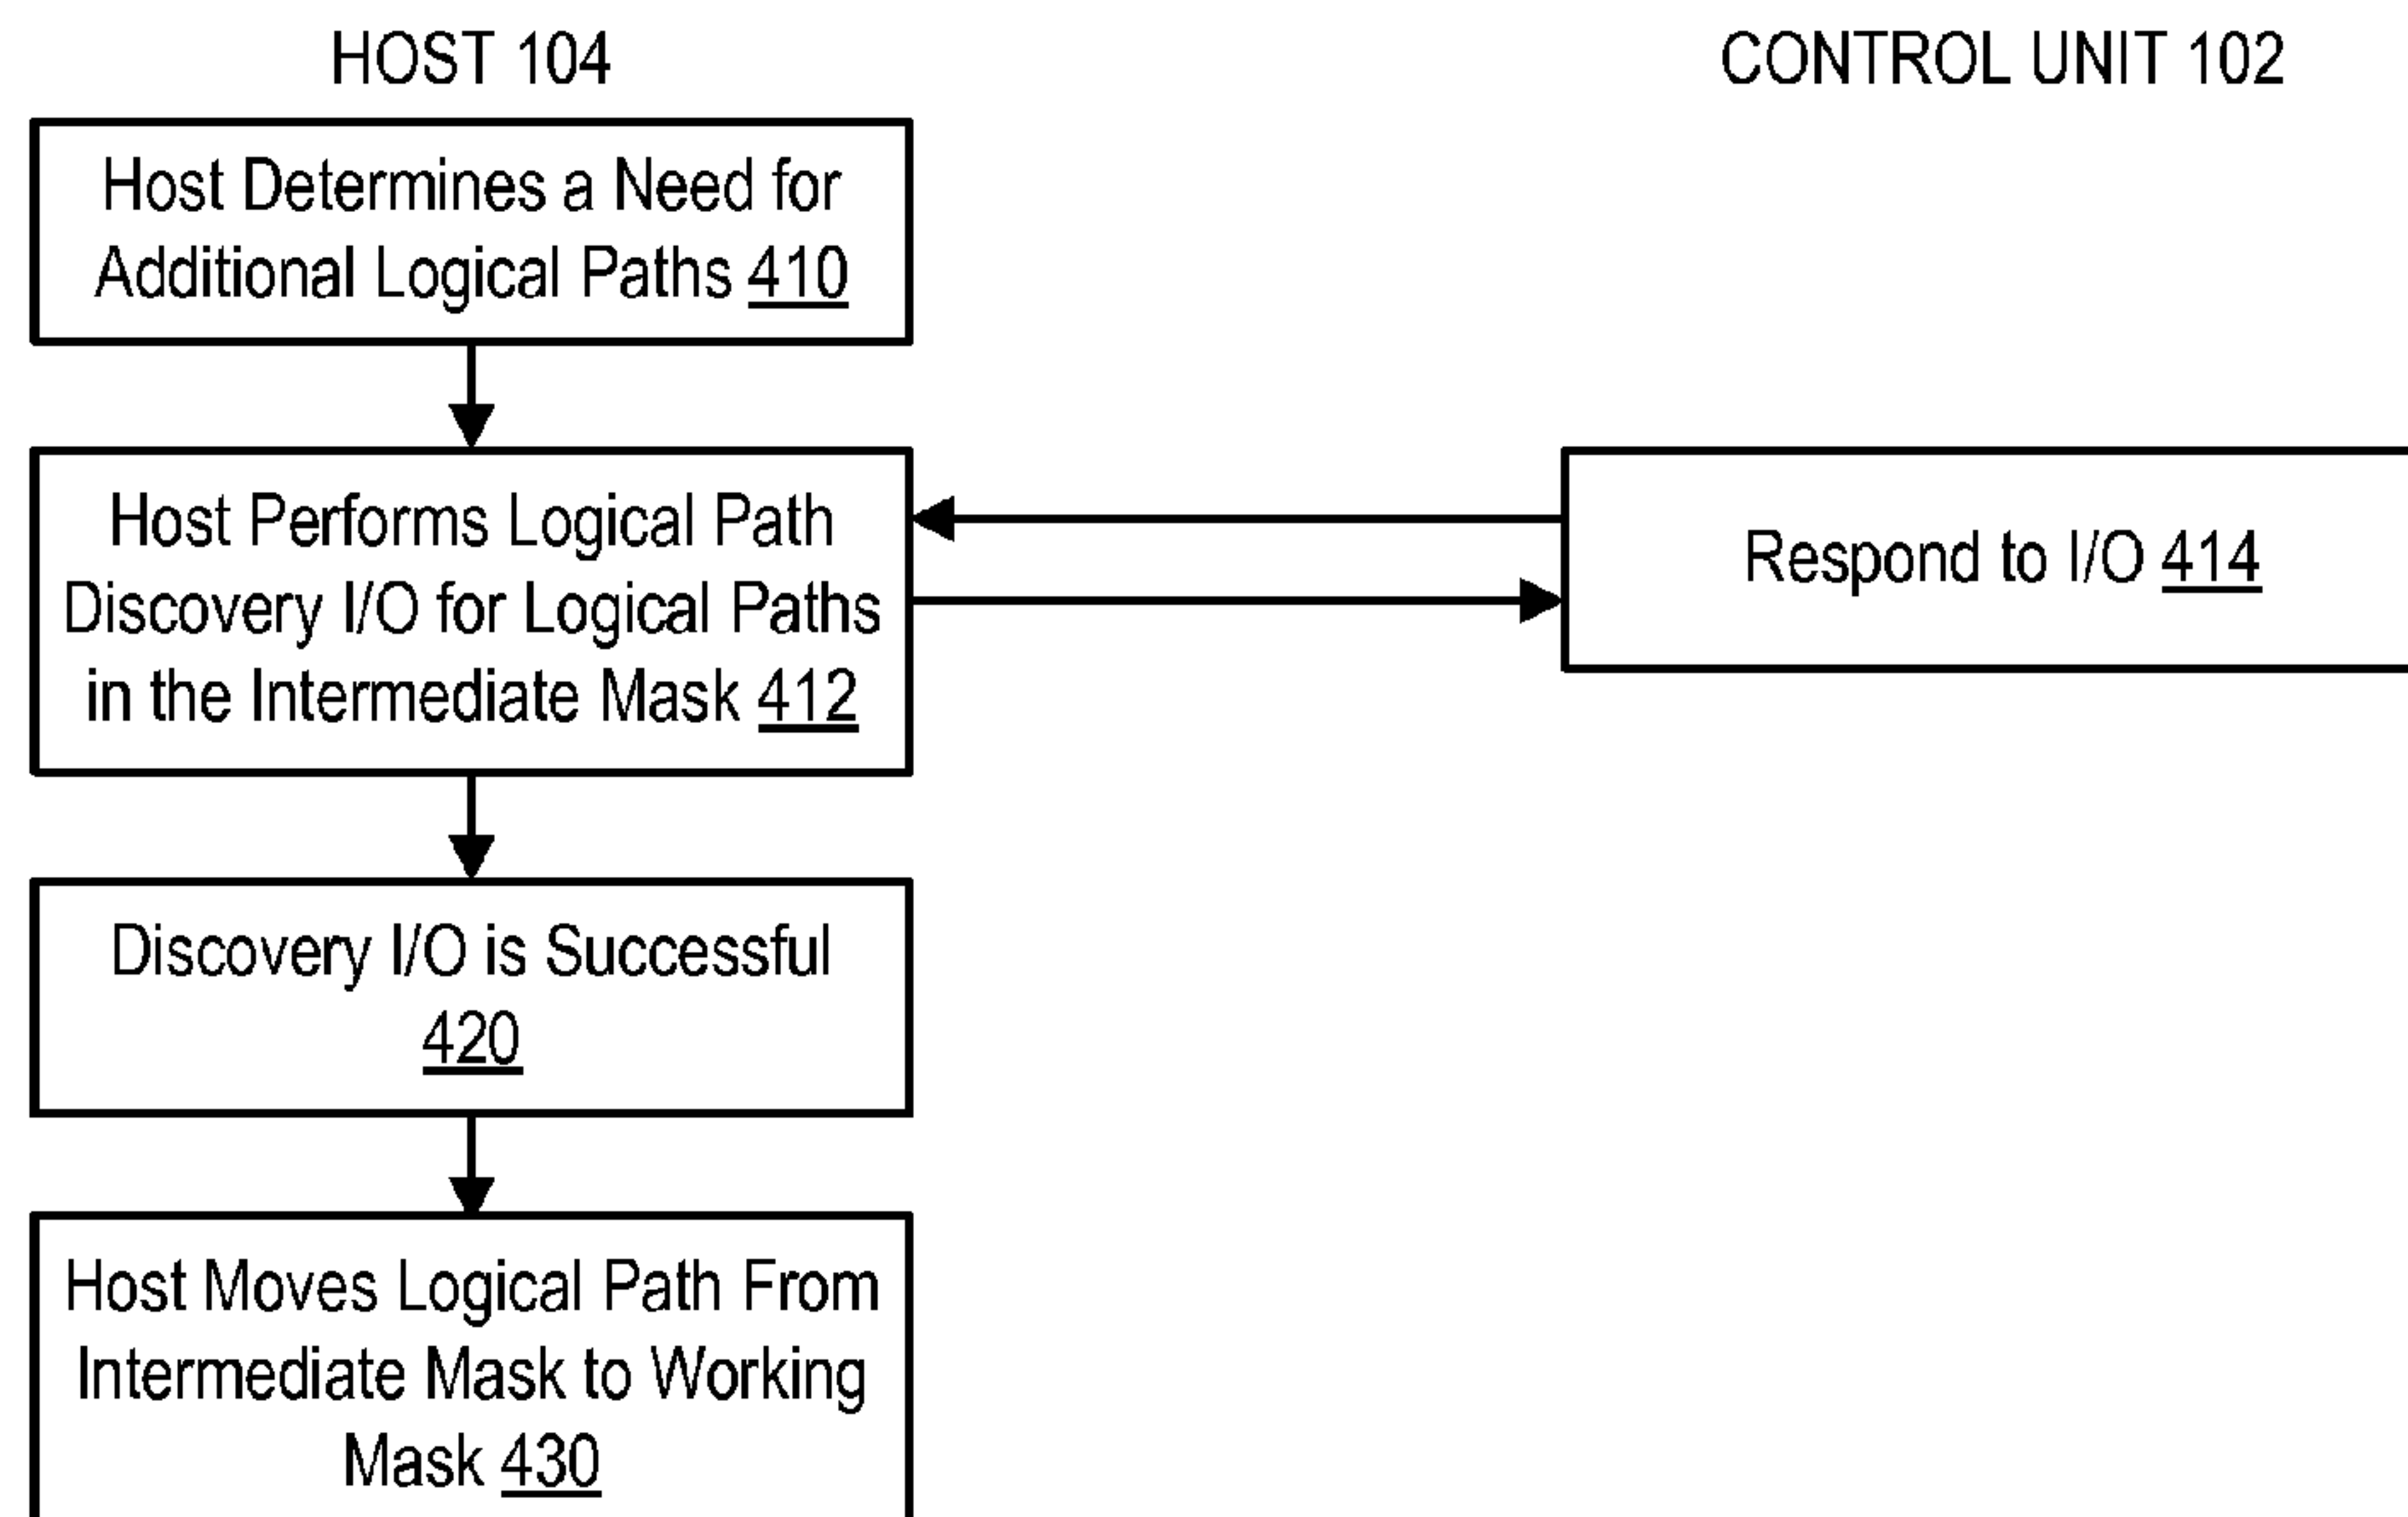 HOST 104
CONTROL UNIT 102
Host Determines a Need for
Additional Logical Paths 410
Host Performs Logical Path
Discovery I/O for Logical Paths
in the Intermediate Mask 412
Respond to I/O 414
Discovery I/O is Successful
420
Host Moves Logical Path From
Intermediate Mask to Working
Mask 430